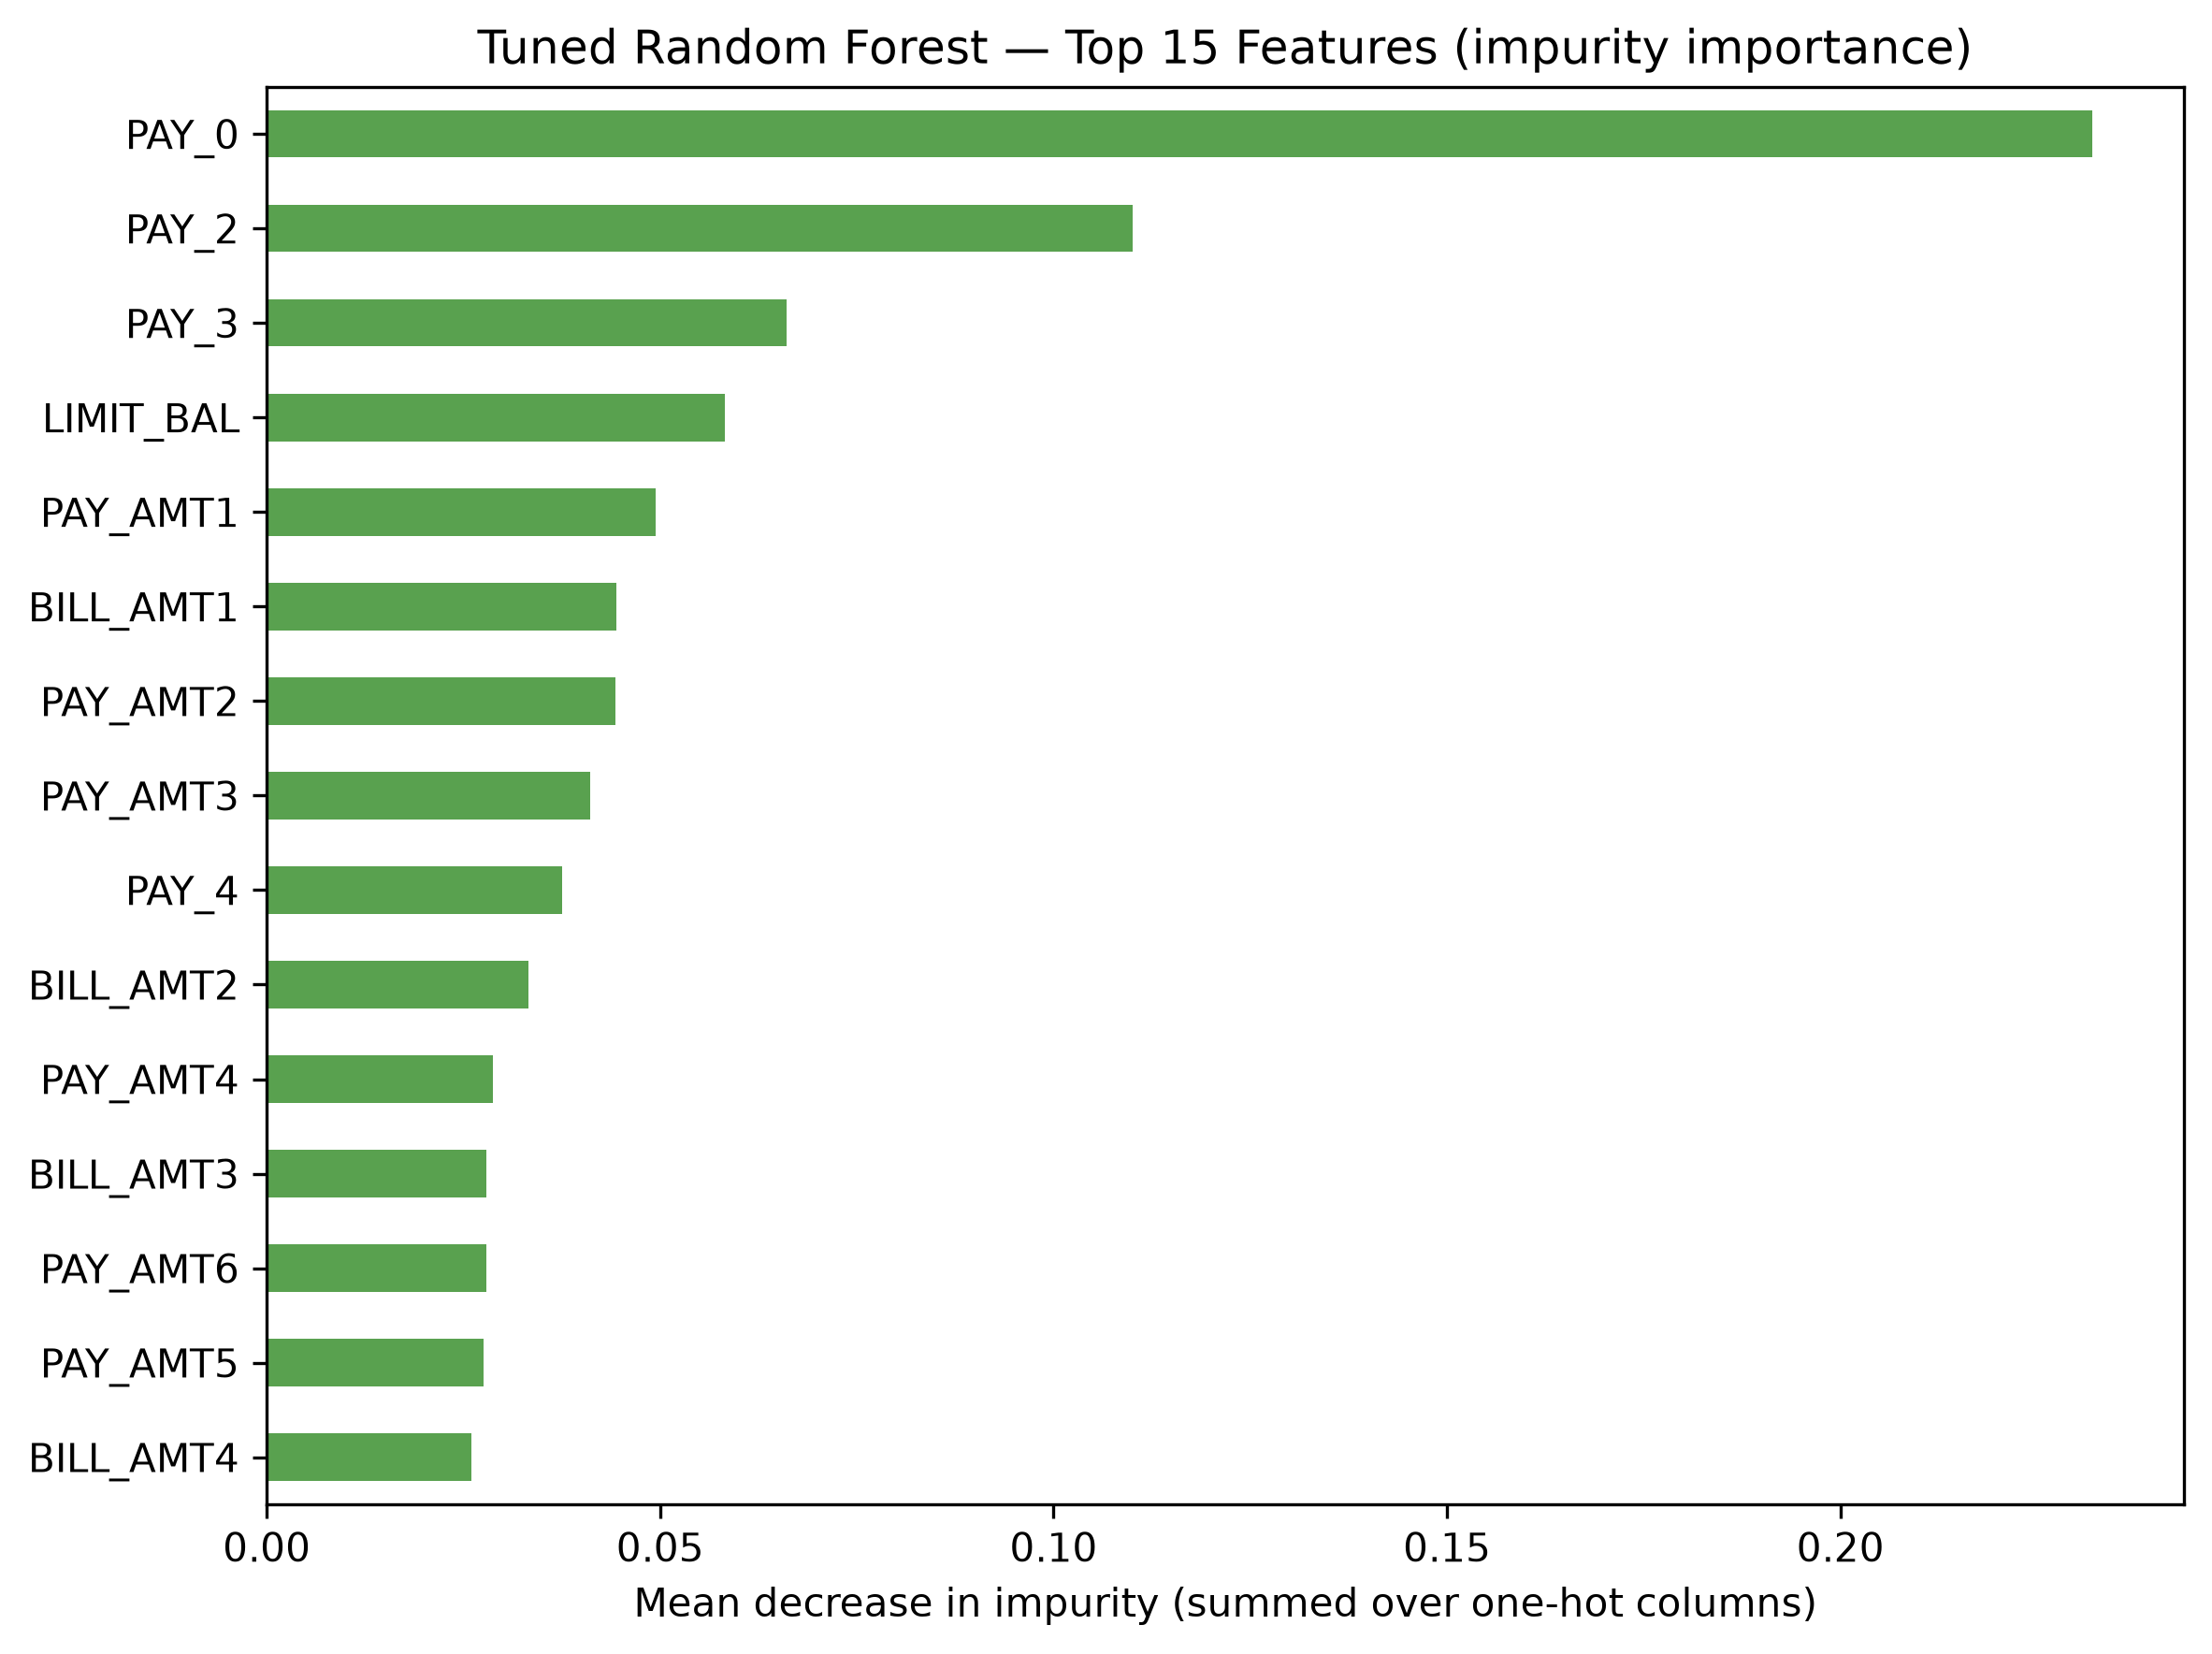 Tuned Random Forest — Top 15 Features (impurity importance)
PAY_0
PAY_2
PAY_3
LIMIT_BAL
PAY_AMT1
BILL_AMT1
PAY_AMT2
PAY_AMT3
PAY_4
BILL_AMT2
PAY_AMT4
BILL_AMT3
PAY_AMT6
PAY_AMT5
BILL_AMT4
0.00 0.05 0.10 0.15 0.20
Mean decrease in impurity (summed over one-hot columns)